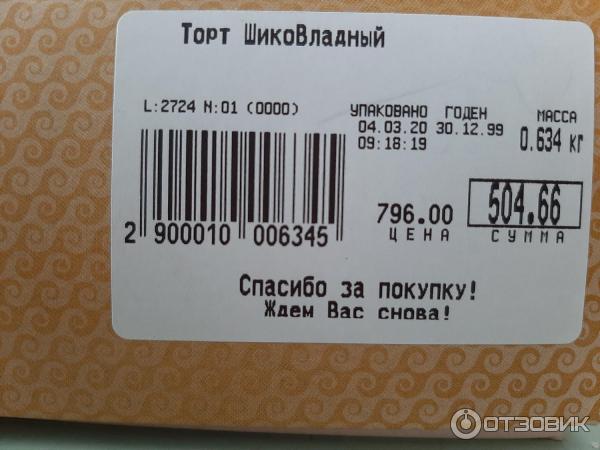 Торт ШикоВладный
L:2724 N:01 (0000)
УПАКОВАНО ГОДЕН МАССА
04.03.20 30.12.99 0.634 кг
09:18:19
796.00 504.66
ЦЕНА СУММА
2 900010 006345
Спасибо за покупку!
Ждем Вас снова!
ОТЗОВИК